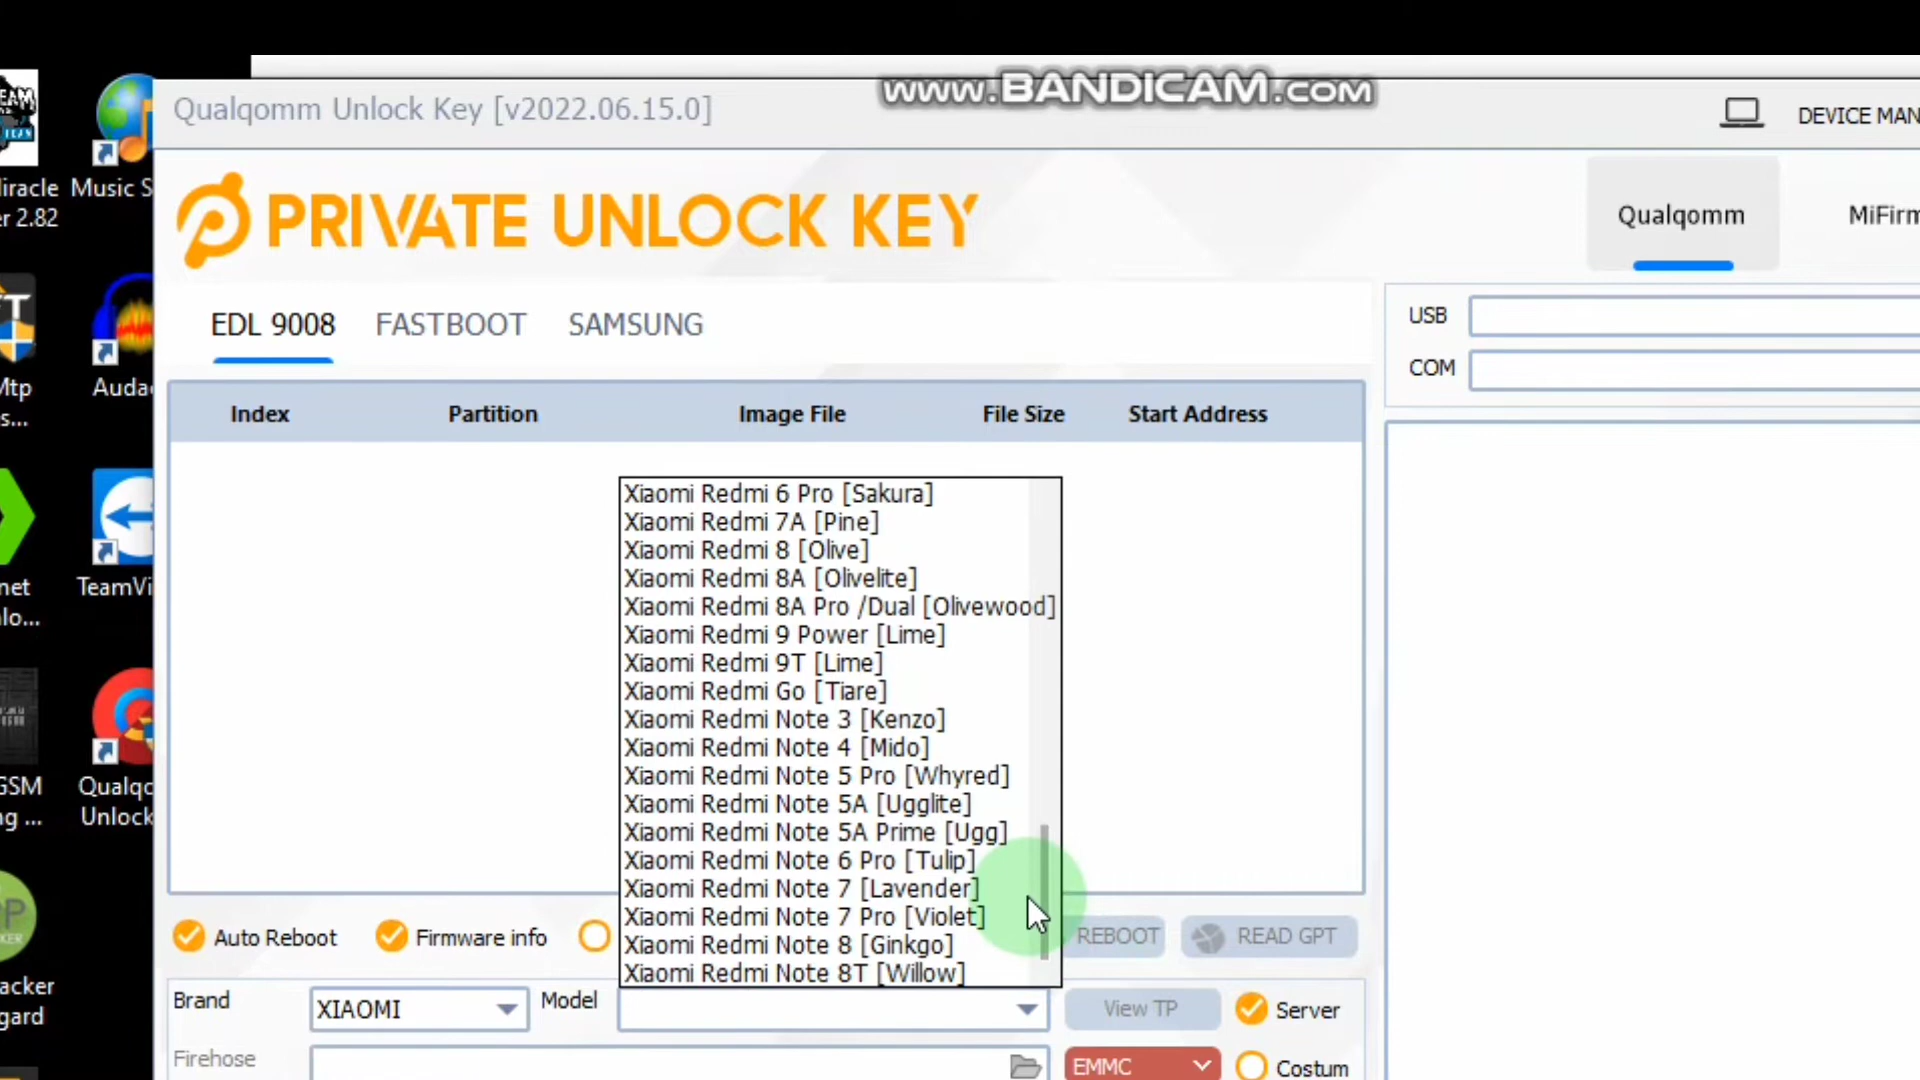 www.BANDICAM.com
Qualqomm Unlock Key [v2022.06.15.0]
DEVICE MAN
PRIVATE UNLOCK KEY
Qualqomm
MiFirm
EDL 9008
FASTBOOT
SAMSUNG
USB
COM
Index
Partition
Image File
File Size
Start Address
Xiaomi Redmi 6 Pro [Sakura]
Xiaomi Redmi 7A [Pine]
Xiaomi Redmi 8 [Olive]
Xiaomi Redmi 8A [Olivelite]
Xiaomi Redmi 8A Pro /Dual [Olivewood]
Xiaomi Redmi 9 Power [Lime]
Xiaomi Redmi 9T [Lime]
Xiaomi Redmi Go [Tiare]
Xiaomi Redmi Note 3 [Kenzo]
Xiaomi Redmi Note 4 [Mido]
Xiaomi Redmi Note 5 Pro [Whyred]
Xiaomi Redmi Note 5A [Ugglite]
Xiaomi Redmi Note 5A Prime [Ugg]
Xiaomi Redmi Note 6 Pro [Tulip]
Xiaomi Redmi Note 7 [Lavender]
Xiaomi Redmi Note 7 Pro [Violet]
Xiaomi Redmi Note 8 [Ginkgo]
Xiaomi Redmi Note 8T [Willow]
Auto Reboot
Firmware info
REBOOT
READ GPT
Brand
XIAOMI
Model
View TP
Server
Firehose
EMMC
Costum
iracle
r 2.82
Music S
Mtp
s...
Audac
net
lo...
TeamVi
GSM
ng ...
Qualqo
Unlock
acker
gard